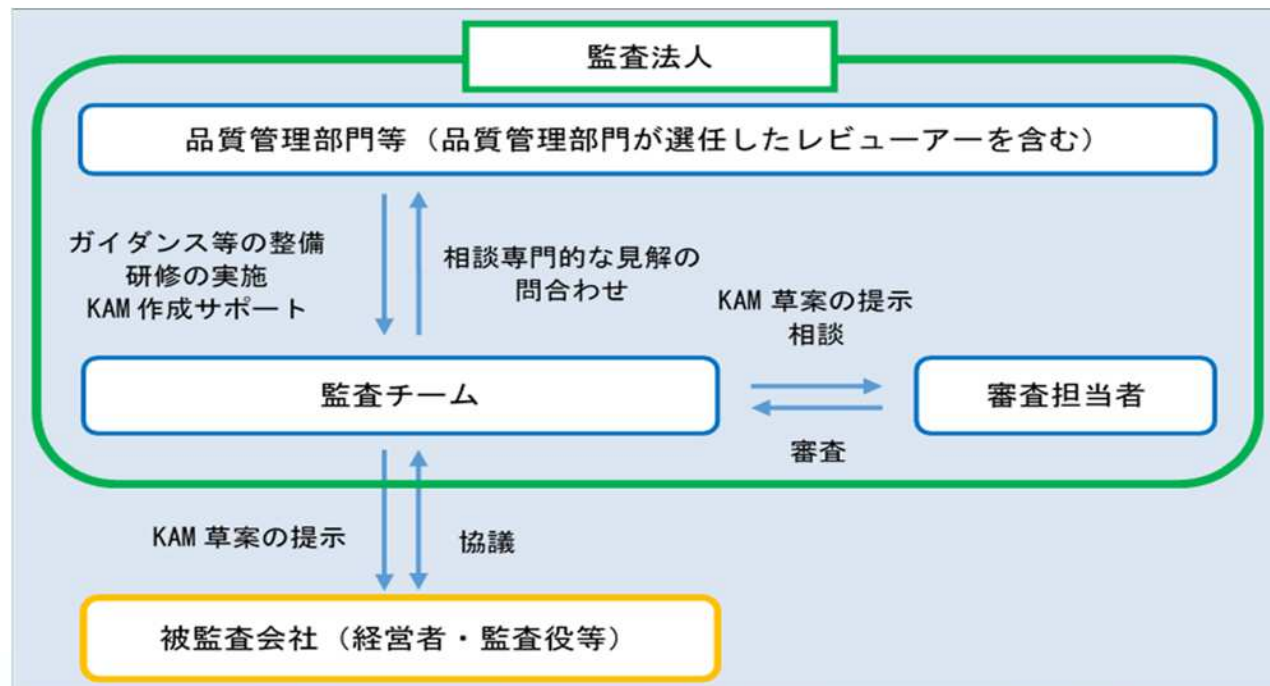 監査法人
品質管理部門等（品質管理部門が選任したレビューアーを含む）
ガイダンス等の整備
研修の実施
KAM 作成サポート
相談専門的な見解の
問合わせ
KAM 草案の提示
相談
監査チーム
審査担当者
審査
KAM 草案の提示
協議
被監査会社（経営者・監査役等）